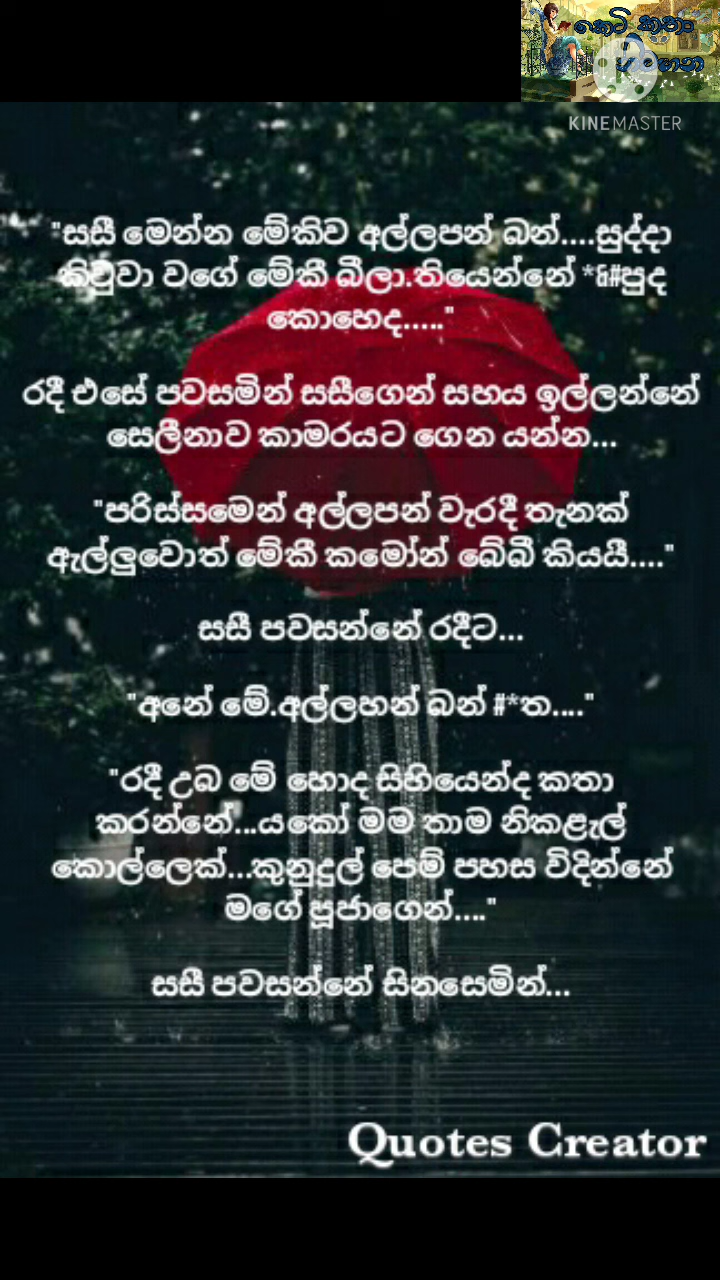 කෙටි කතා
KINEMASTER
"සසී මෙන්න මේකිව අල්ලපන් බන්....සුද්දා
කිව්වා වගේ මේකී බීලා.තියෙන්නේ *&#පුද
කොහෙද....."
රදී එසේ පවසමින් සසීගෙන් සහය ඉල්ලන්නේ
සෙලීනාව කාමරයට ගෙන යන්න...
"පරිස්සමෙන් අල්ලපන් වැරදී තැනක්
ඇල්ලුවොත් මේකී කමෝන් බේබී කියයී...."
සසී පවසන්නේ රදීට...
"අනේ මේ.අල්ලහන් බන් #*ත...."
"රදී උබ මේ හොද සිහියෙන්ද කතා
කරන්නේ...යකෝ මම තාම නිකළැල්
කොල්ලෙක්...කුනුදුල් පෙම් පහස විදින්නේ
මගේ පූජාගෙන්...."
සසී පවසන්නේ සිනසෙමින්...
Quotes Creator